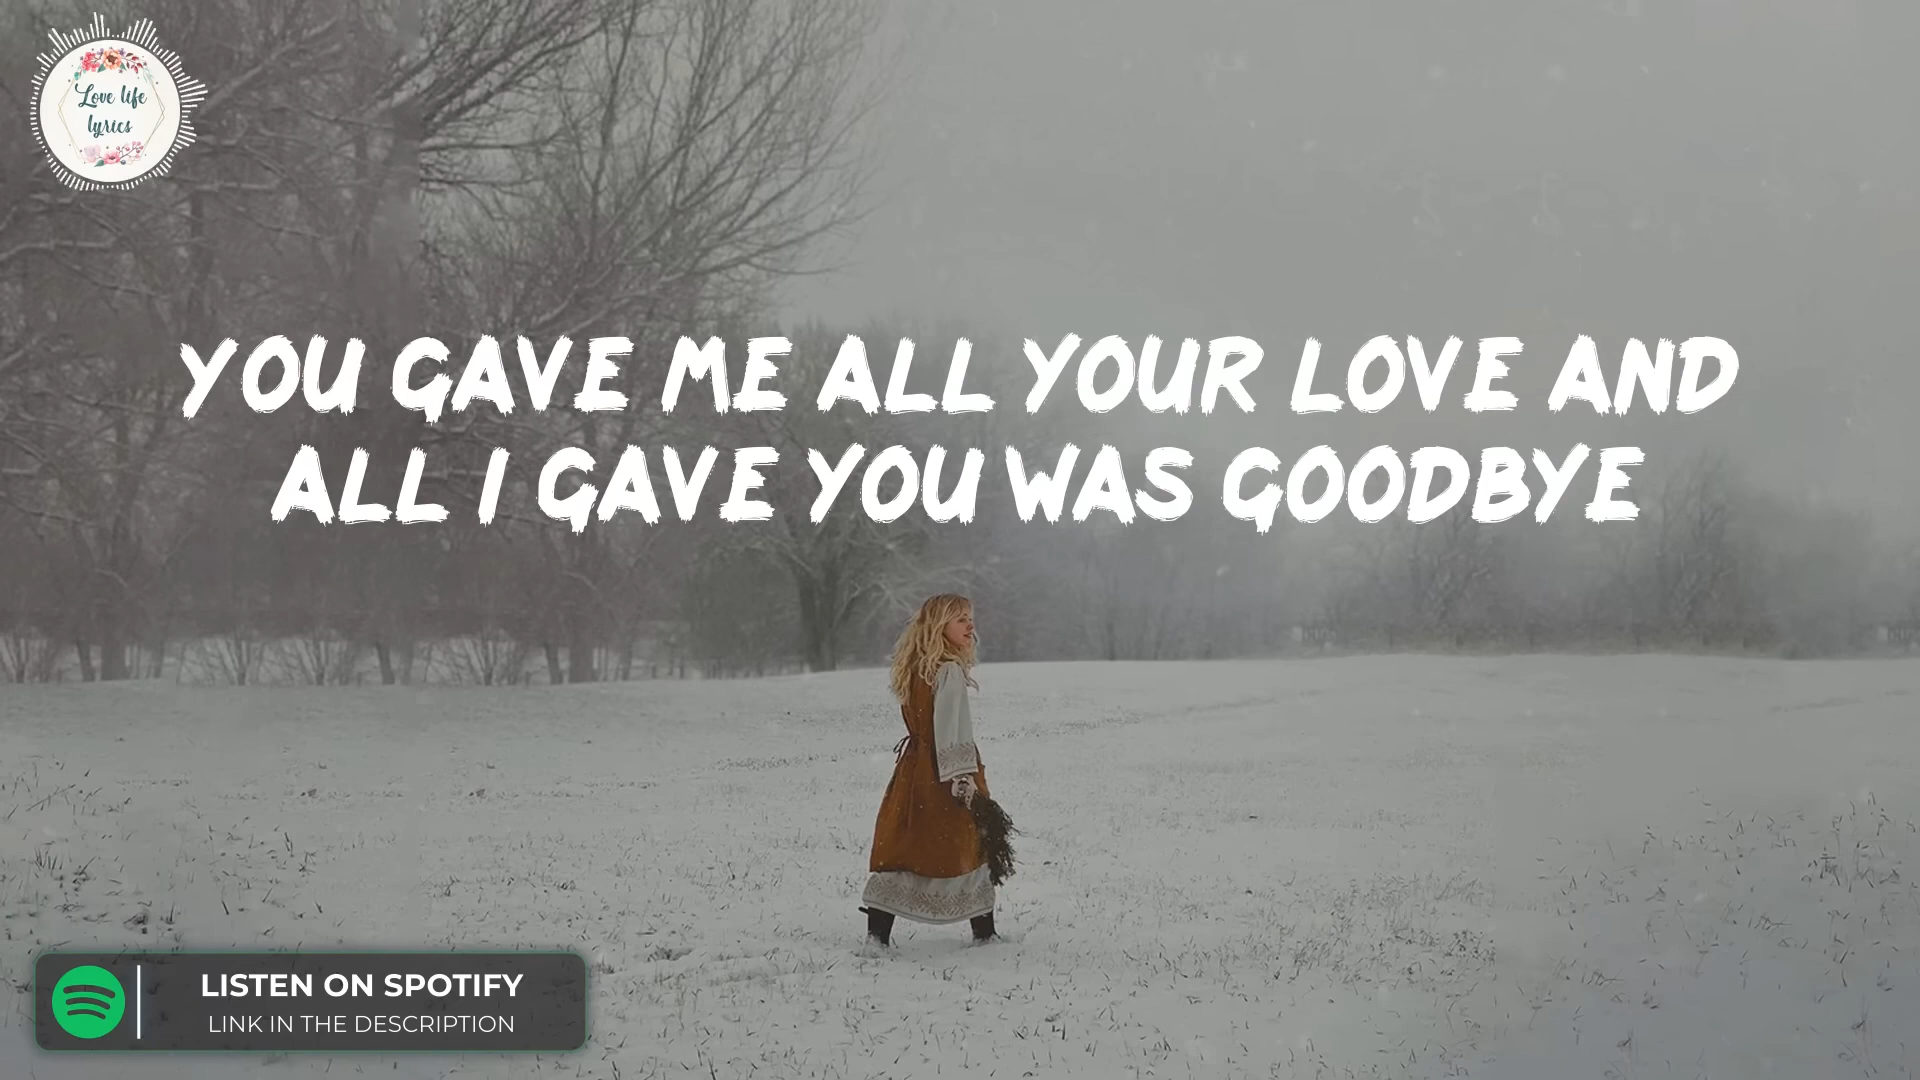 Love life
lyrics
YOU GAVE ME ALL YOUR LOVE AND
ALL I GAVE YOU WAS GOODBYE
LISTEN ON SPOTIFY
LINK IN THE DESCRIPTION